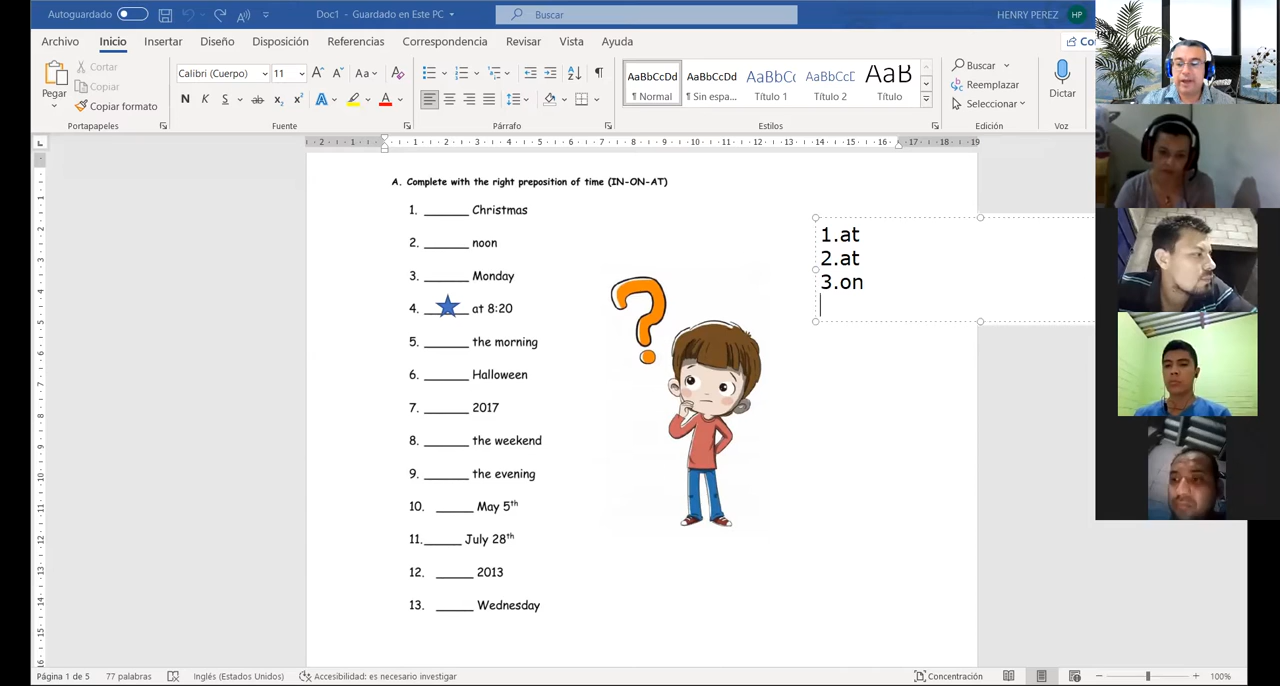 Autoguardado
Doc1 - Guardado en Este PC
Buscar
HENRY PEREZ
HP
Archivo
Inicio
Insertar
Diseño
Disposición
Referencias
Correspondencia
Revisar
Vista
Ayuda
Pegar
Cortar
Copiar
Copiar formato
Portapapeles
Calibri (Cuerpo)
11
Fuente
Párrafo
AaBbCcDd
¶ Normal
AaBbCcDd
¶ Sin espa...
AaBbCc
Título 1
AaBbCcD
Título 2
AaB
Título
Estilos
Buscar
Reemplazar
Seleccionar
Edición
Dictar
Voz
A. Complete with the right preposition of time (IN-ON-AT)
1. ______ Christmas
2. ______ noon
3. ______ Monday
4. ______ at 8:20
5. ______ the morning
6. ______ Halloween
7. ______ 2017
8. ______ the weekend
9. ______ the evening
10. _____ May 5th
11. _____ July 28th
12. _____ 2013
13. _____ Wednesday
1.at
2.at
3.on
Página 1 de 5
77 palabras
Inglés (Estados Unidos)
Accesibilidad: es necesario investigar
Concentración
100%